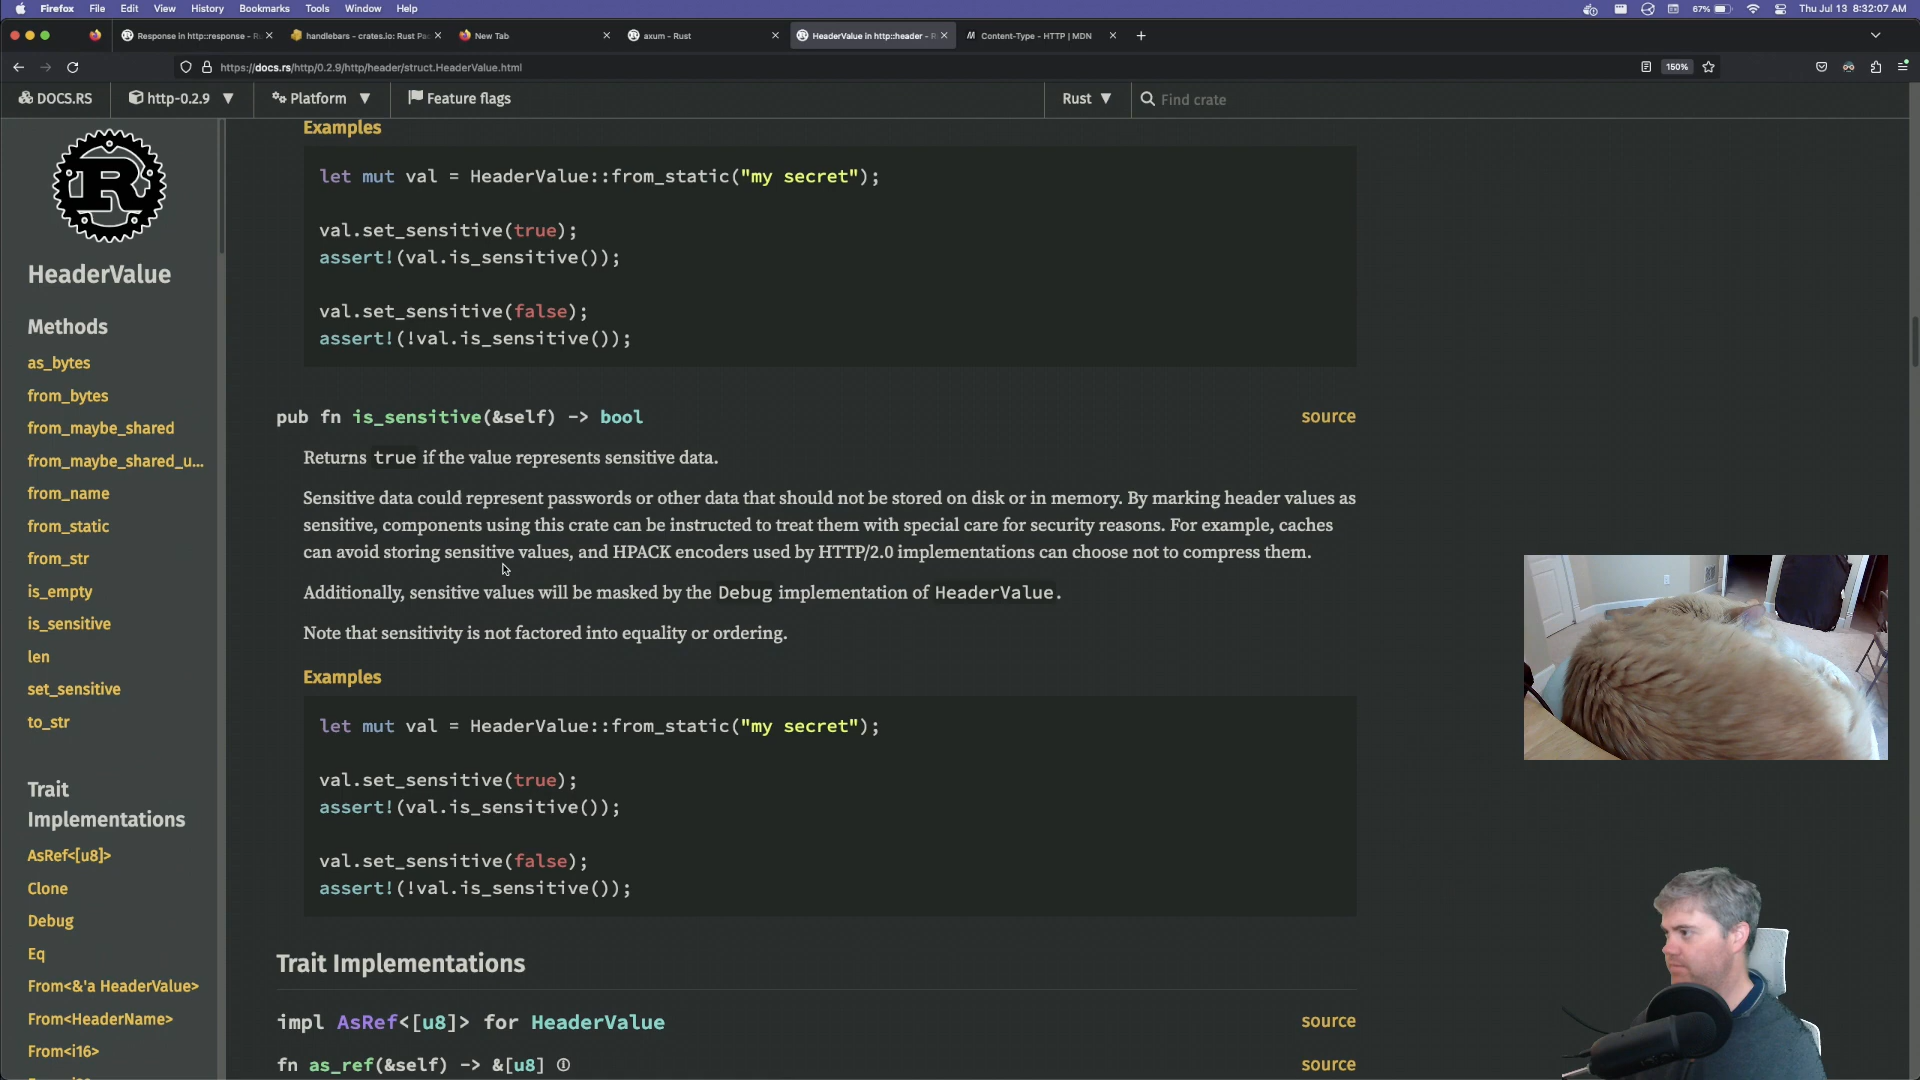 Firefox File Edit View History Bookmarks Tools Window Help
67% Thu Jul 13 8:32:07 AM
Response in http::response - R
handlebars - crates.io: Rust Pac
New Tab
axum - Rust
HeaderValue in http::header - R
Content-Type - HTTP | MDN
https://docs.rs/http/0.2.9/http/header/struct.HeaderValue.html
150%
DOCS.RS
http-0.2.9
Platform
Feature flags
Rust
Find crate
HeaderValue
Methods
as_bytes
from_bytes
from_maybe_shared
from_maybe_shared_u...
from_name
from_static
from_str
is_empty
is_sensitive
len
set_sensitive
to_str
Trait
Implementations
AsRef<[u8]>
Clone
Debug
Eq
From<&'a HeaderValue>
From<HeaderName>
From<i16>
Examples
let mut val = HeaderValue::from_static("my secret");
val.set_sensitive(true);
assert!(val.is_sensitive());
val.set_sensitive(false);
assert!(!val.is_sensitive());
pub fn is_sensitive(&self) -> bool
source
Returns true if the value represents sensitive data.
Sensitive data could represent passwords or other data that should not be stored on disk or in memory. By marking header values as
sensitive, components using this crate can be instructed to treat them with special care for security reasons. For example, caches
can avoid storing sensitive values, and HPACK encoders used by HTTP/2.0 implementations can choose not to compress them.
Additionally, sensitive values will be masked by the Debug implementation of HeaderValue.
Note that sensitivity is not factored into equality or ordering.
Examples
let mut val = HeaderValue::from_static("my secret");
val.set_sensitive(true);
assert!(val.is_sensitive());
val.set_sensitive(false);
assert!(!val.is_sensitive());
Trait Implementations
impl AsRef<[u8]> for HeaderValue
source
fn as_ref(&self) -> &[u8] ⓘ
source